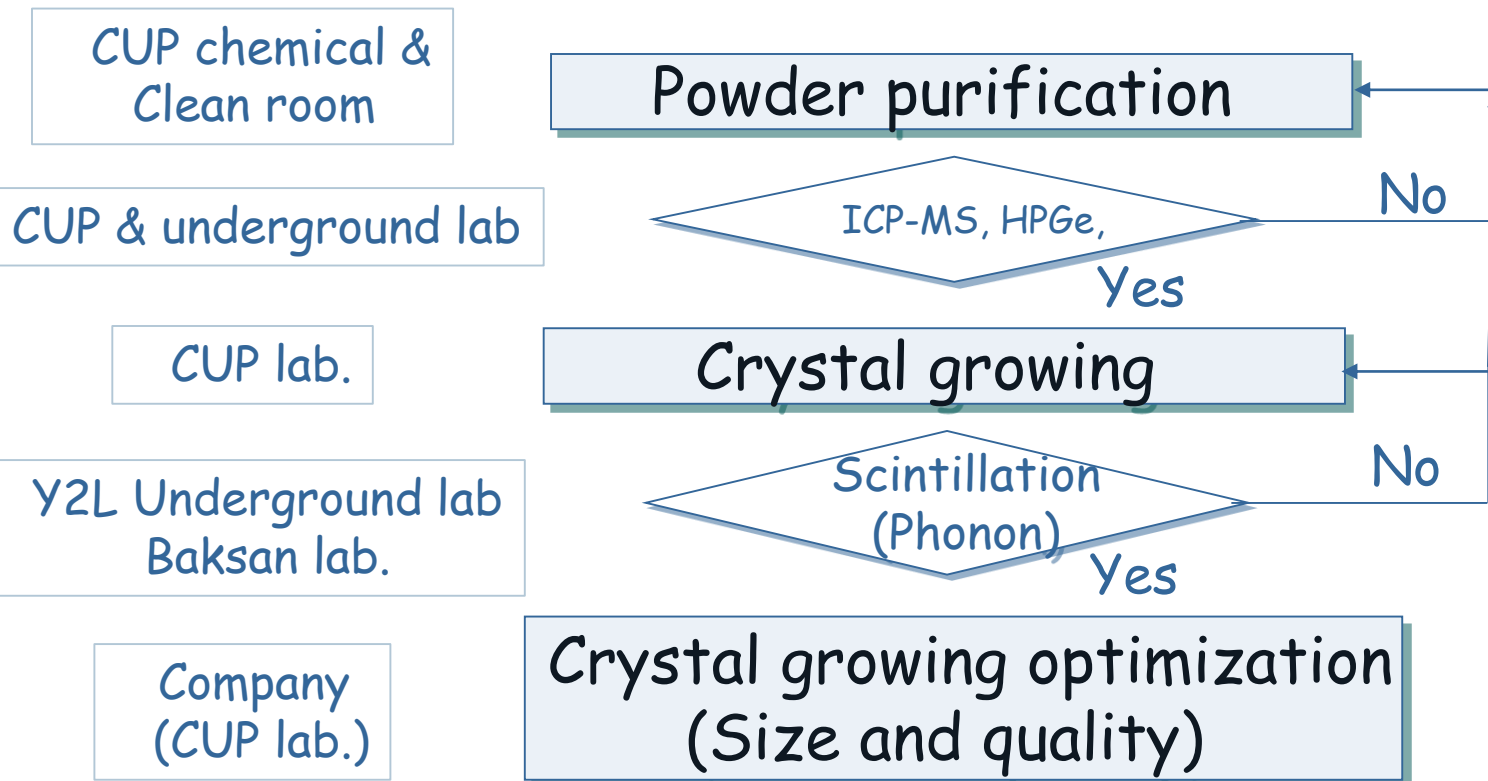 CUP chemical &
Clean room
Powder purification
No
CUP & underground lab
ICP-MS, HPGe,
Yes
CUP lab.
Crystal growing
No
Y2L Underground lab
Baksan lab.
Scintillation
(Phonon)
Yes
Company
(CUP lab.)
Crystal growing optimization
(Size and quality)